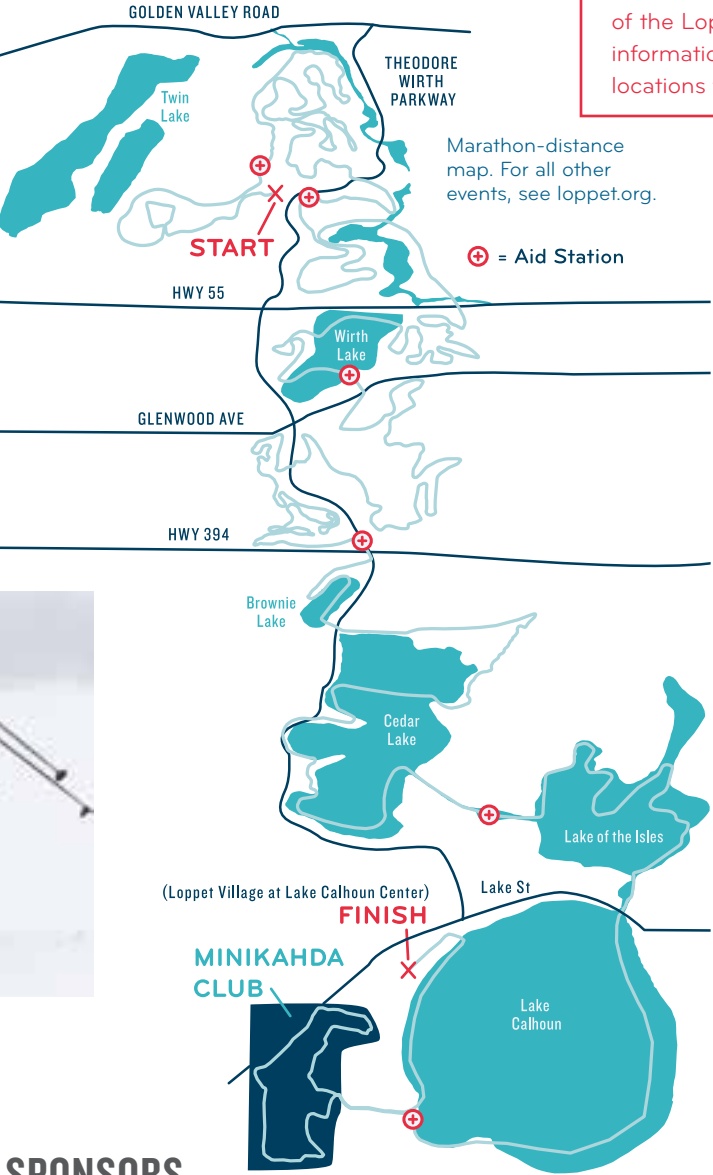 GOLDEN VALLEY ROAD
of the Lop
information
locations
THEODORE
WIRTH
PARKWAY
Twin
Lake
Marathon-distance
map. For all other
events, see loppet.org.
START
= Aid Station
HWY 55
Wirth
Lake
GLENWOOD AVE
HWY 394
Brownie
Lake
Cedar
Lake
Lake of the Isles
(Loppet Village at Lake Calhoun Center)
Lake St
FINISH
MINIKAHDA
CLUB
Lake
Calhoun
SPONSORS